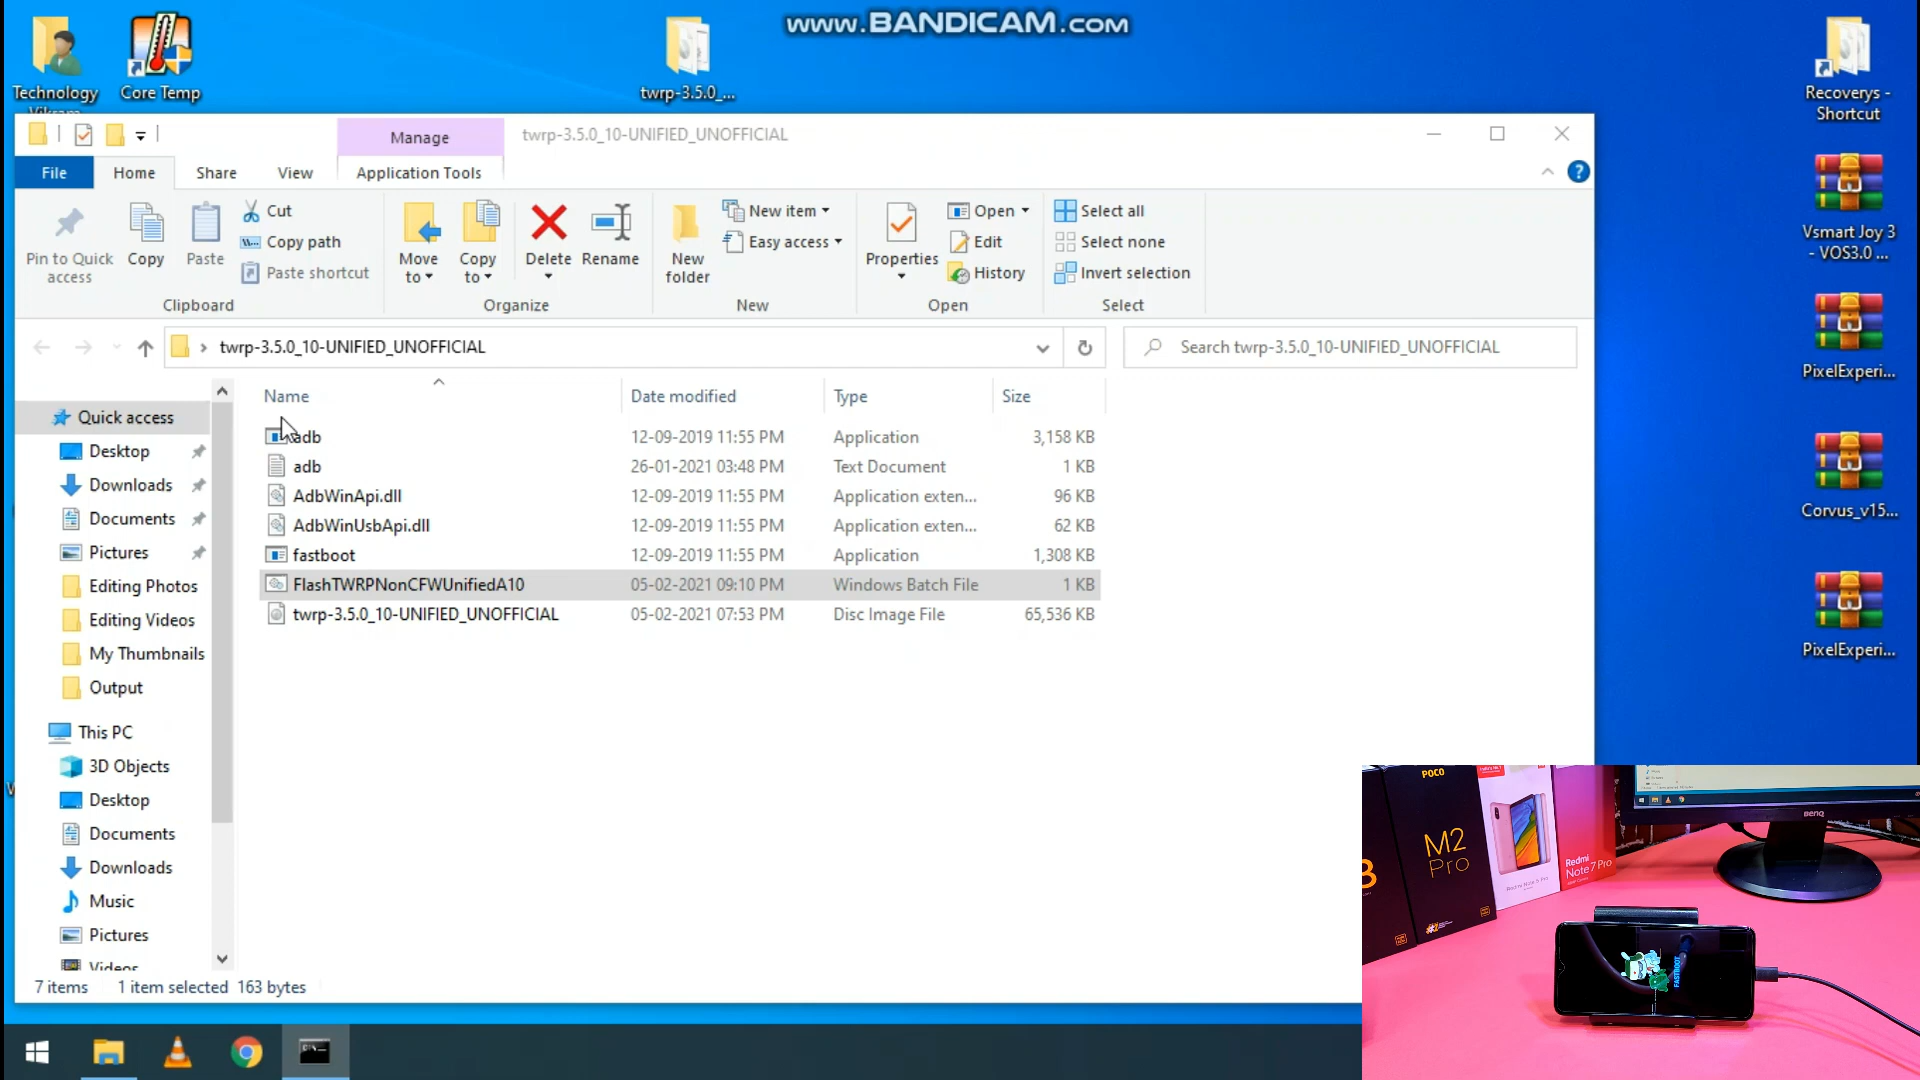 www.BANDICAM.com
Technology
Vikram
Core Temp
twrp-3.5.0_...
Recoverys -
Shortcut
Vsmart Joy 3
- VOS3.0 ...
PixelExperi...
Corvus_v15...
PixelExperi...
Manage
twrp-3.5.0_10-UNIFIED_UNOFFICIAL
File
Home
Share
View
Application Tools
?
Pin to Quick
access
Copy
Paste
Cut
Copy path
Paste shortcut
Clipboard
Move
to
Copy
to
Delete
Rename
Organize
New
folder
New item
Easy access
New
Properties
Open
Edit
History
Open
Select all
Select none
Invert selection
Select
twrp-3.5.0_10-UNIFIED_UNOFFICIAL
Search twrp-3.5.0_10-UNIFIED_UNOFFICIAL
Quick access
Desktop
Downloads
Documents
Pictures
Editing Photos
Editing Videos
My Thumbnails
Output
This PC
3D Objects
Desktop
Documents
Downloads
Music
Pictures
Videos
Name Date modified Type Size
adb 12-09-2019 11:55 PM Application 3,158 KB
adb 26-01-2021 03:48 PM Text Document 1 KB
AdbWinApi.dll 12-09-2019 11:55 PM Application exten... 96 KB
AdbWinUsbApi.dll 12-09-2019 11:55 PM Application exten... 62 KB
fastboot 12-09-2019 11:55 PM Application 1,308 KB
FlashTWRPNonCFWUnifiedA10 05-02-2021 09:10 PM Windows Batch File 1 KB
twrp-3.5.0_10-UNIFIED_UNOFFICIAL 05-02-2021 07:53 PM Disc Image File 65,536 KB
7 items 1 item selected 163 bytes
POCO
M2
Pro
Redmi Note 5 Pro
Redmi
Note 7 Pro
BenQ
FASTBOOT